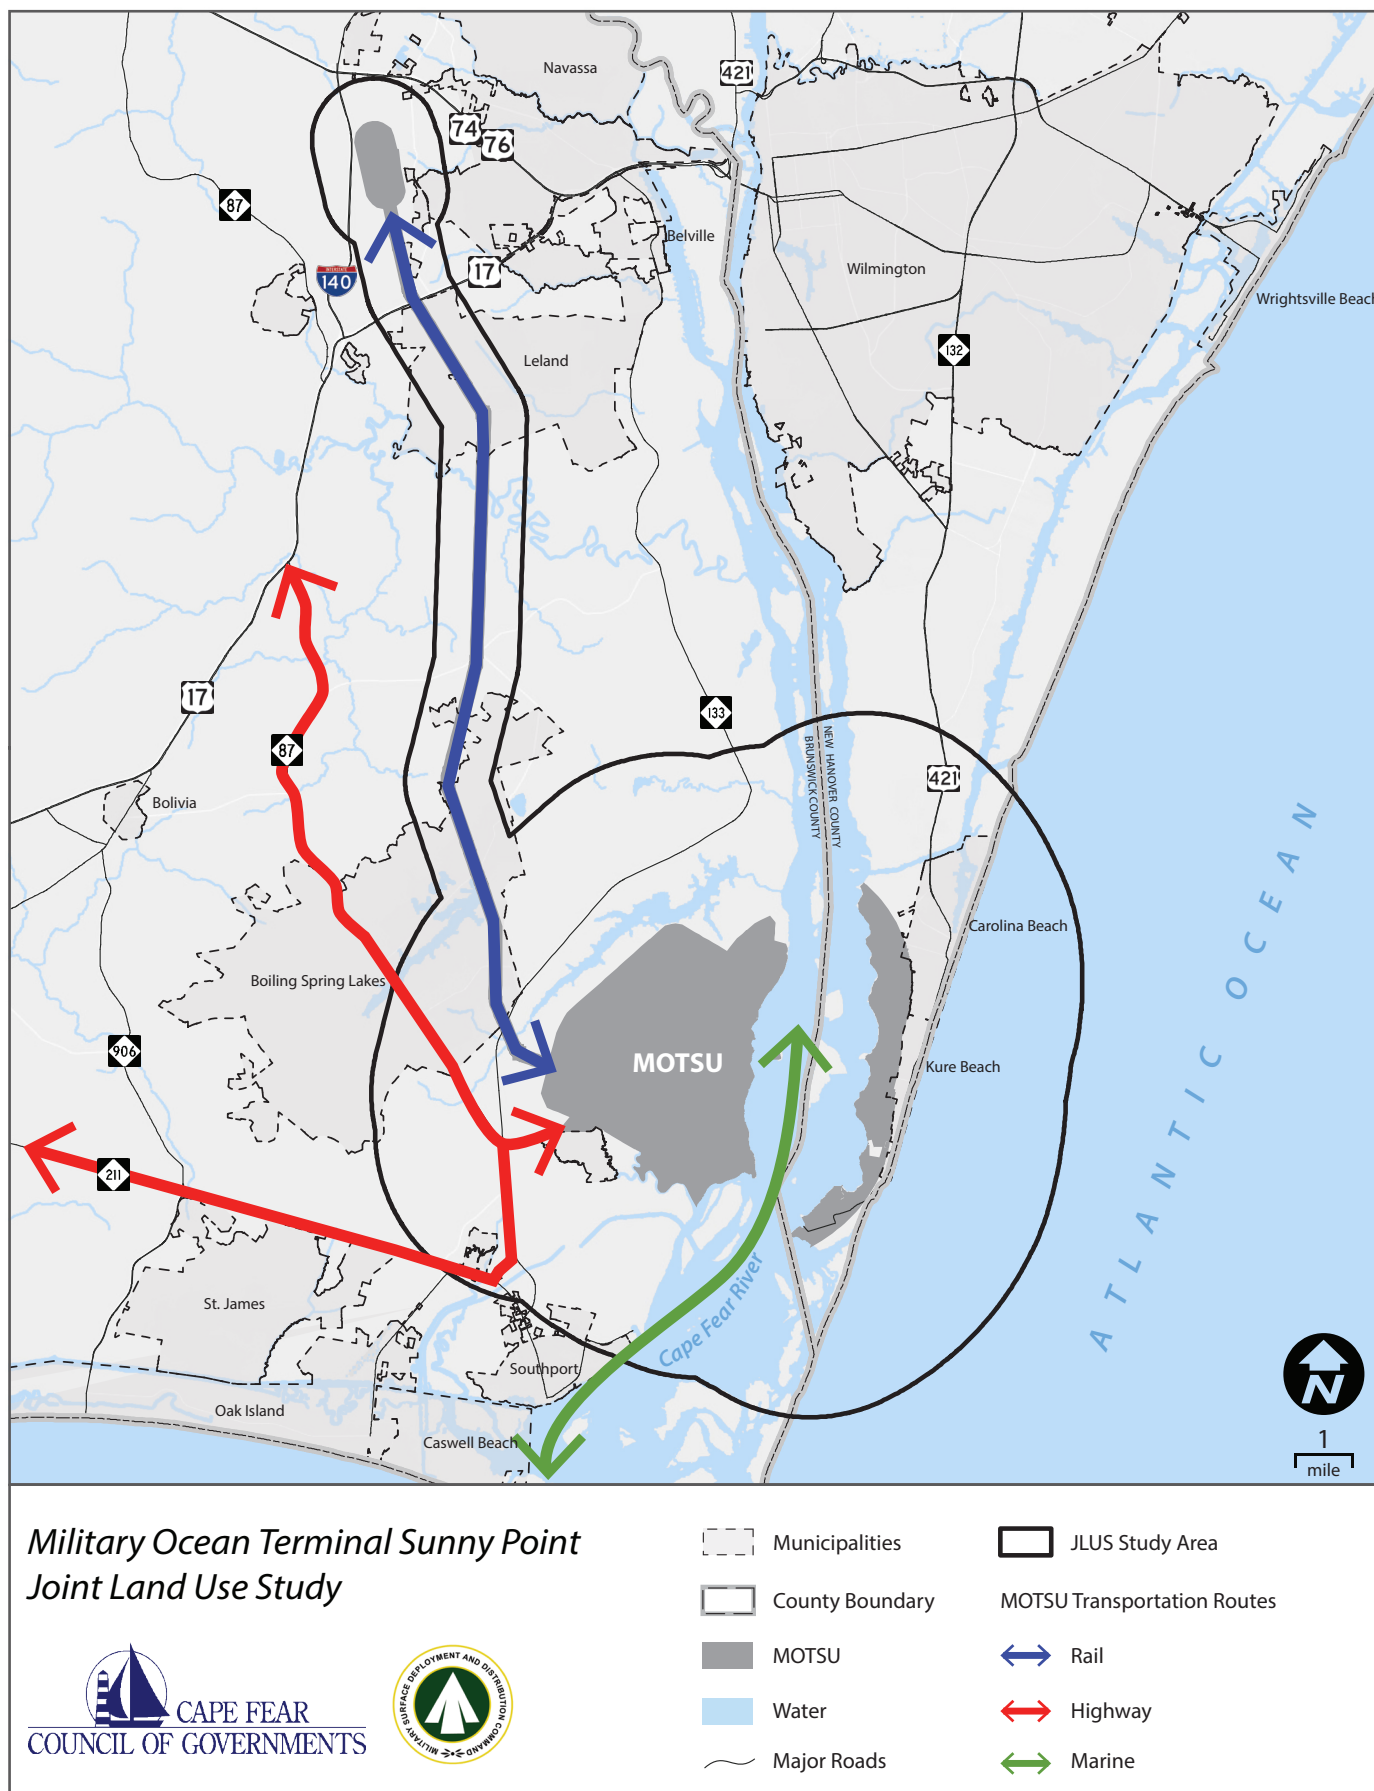 Navassa
421
74
76
87
Belville
17
INTERSTATE
140
Wilmington
Wrightsville Beach
132
Leland
17
133
87
NEW HANOVER COUNTY
BRUNSWICK COUNTY
421
Bolivia
ATLANTIC OCEAN
Carolina Beach
Boiling Spring Lakes
906
MOTSU
Kure Beach
211
St. James
Cape Fear River
Southport
Oak Island
Caswell Beach
N
1
mile
Military Ocean Terminal Sunny Point
Joint Land Use Study
Municipalities
County Boundary
MOTSU
Water
Major Roads
JLUS Study Area
MOTSU Transportation Routes
Rail
Highway
Marine
CAPE FEAR
COUNCIL OF GOVERNMENTS
MILITARY SURFACE DEPLOYMENT AND DISTRIBUTION COMMAND